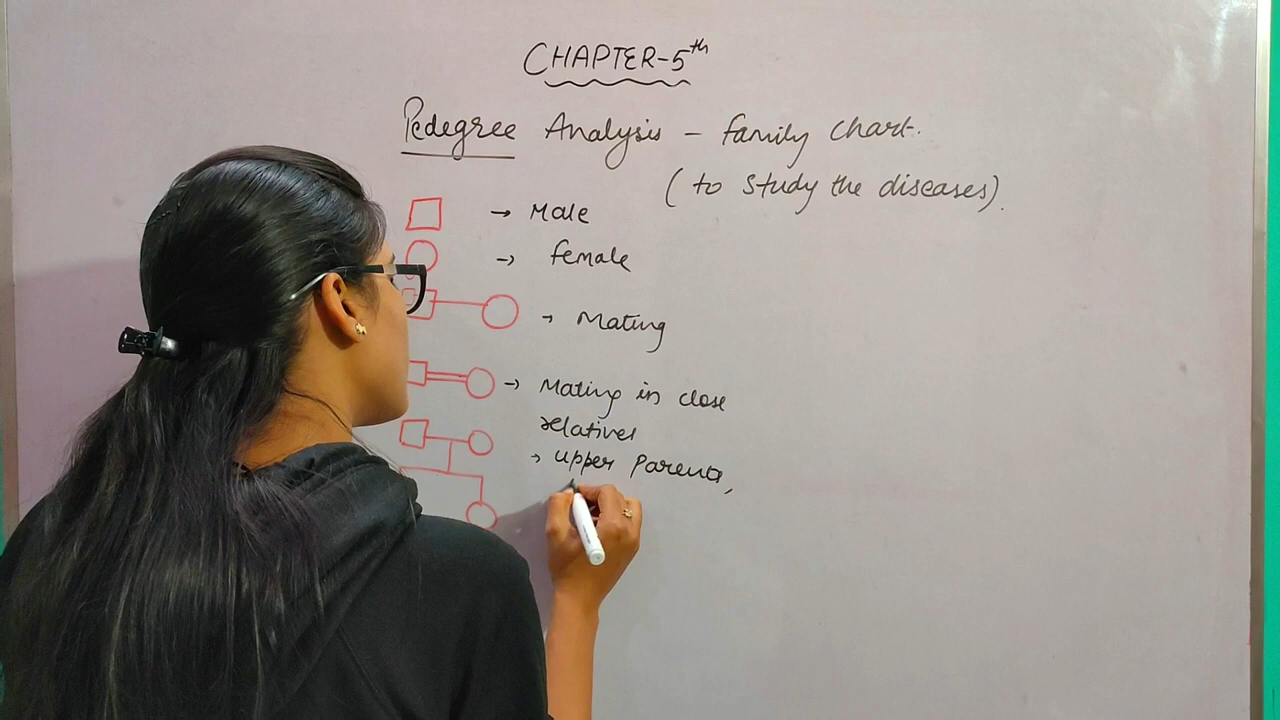 CHAPTER-5th
Pedegree Analysis - family chart.
( to study the diseases).
→ Male
→ female
→ Mating
→ Mating in close
relatives
→ upper Parents,